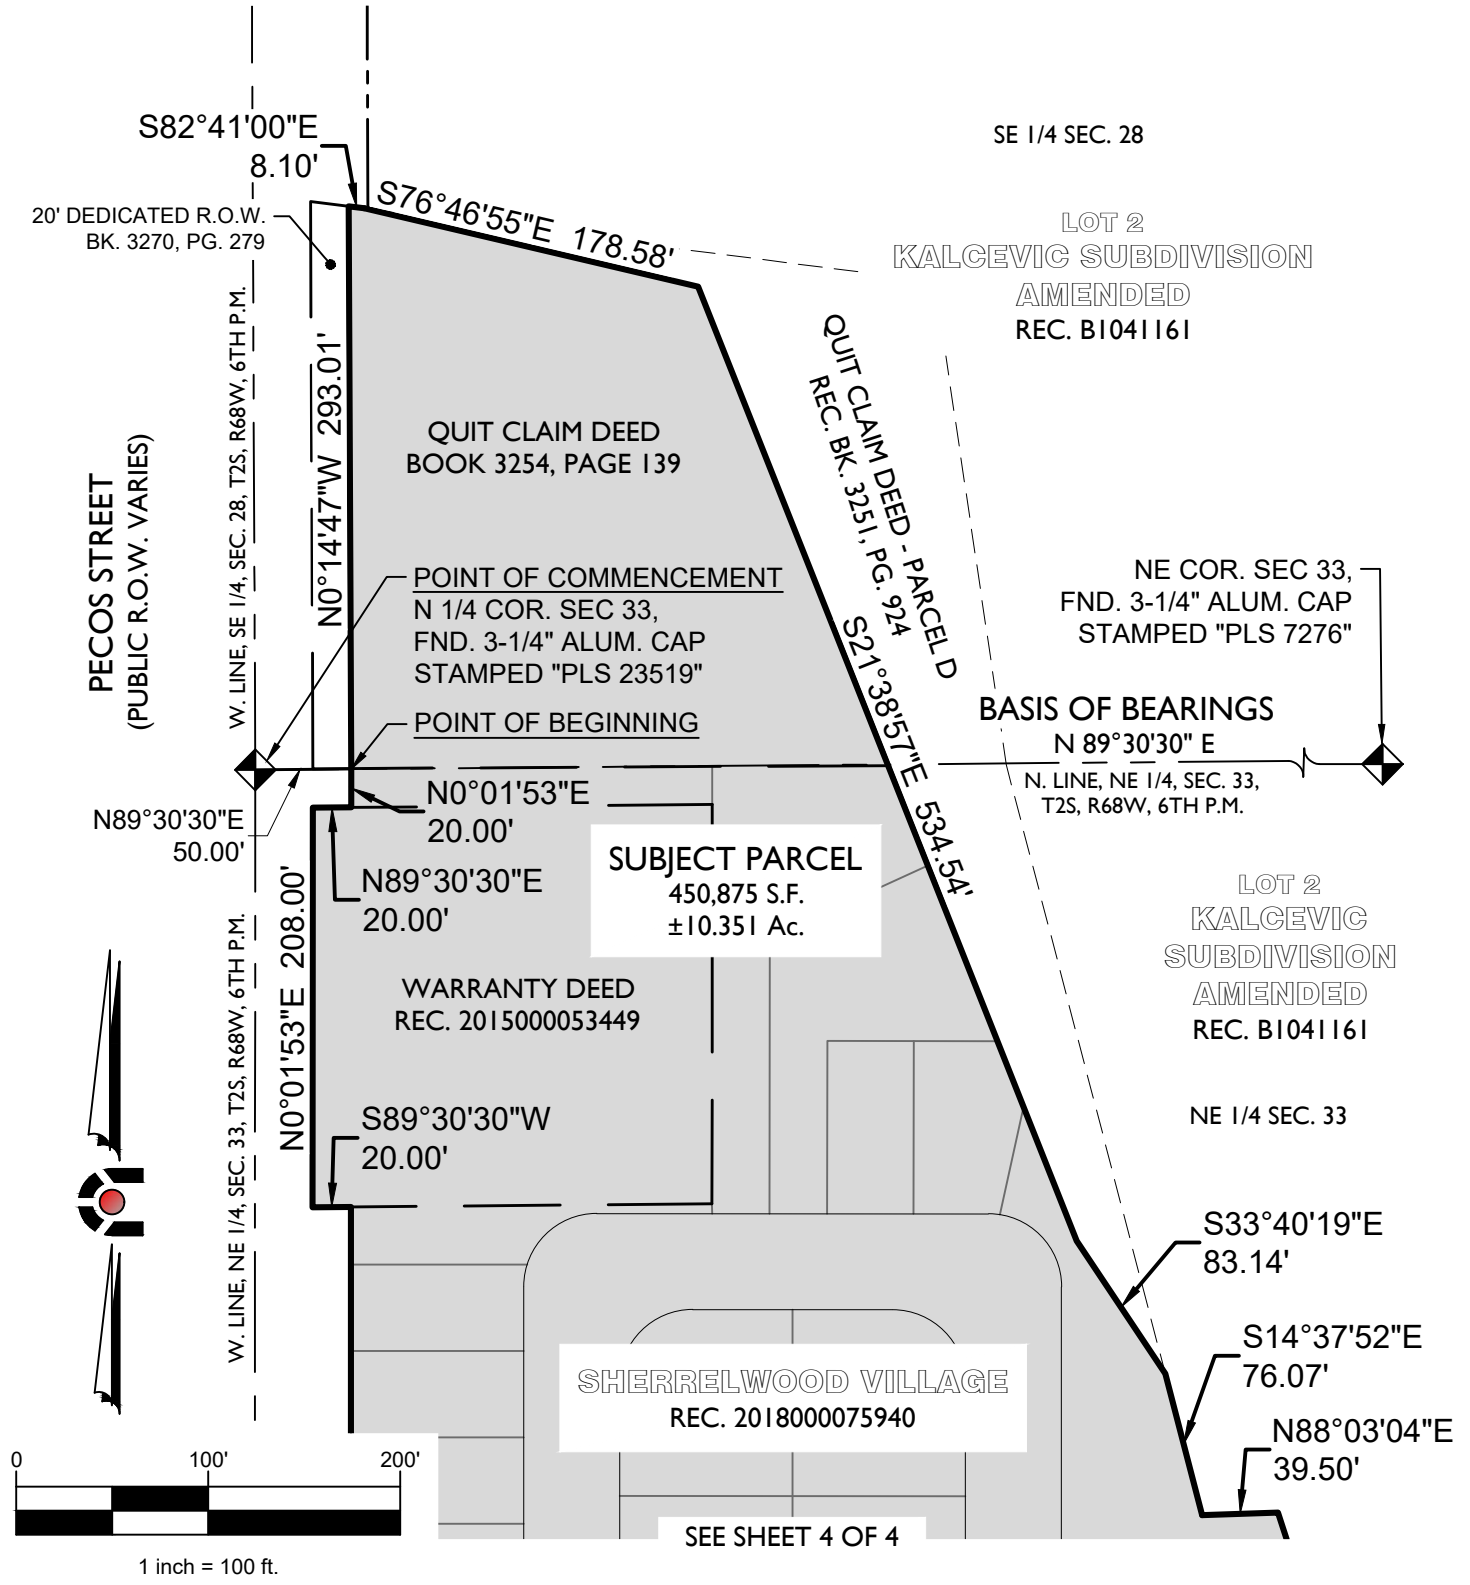 S82°41'00"E
8.10'
SE 1/4 SEC. 28
20' DEDICATED R.O.W.
BK. 3270, PG. 279
S76°46'55"E 178.58'
LOT 2
KALCEVIC SUBDIVISION
AMENDED
REC. B1041161
W. LINE, SE 1/4, SEC. 28, T2S, R68W, 6TH P.M.
N0°14'47"W 293.01'
PECOS STREET
(PUBLIC R.O.W. VARIES)
QUIT CLAIM DEED
BOOK 3254, PAGE 139
QUIT CLAIM DEED - PARCEL D
REC. BK. 3251, PG. 924
POINT OF COMMENCEMENT
N 1/4 COR. SEC 33,
FND. 3-1/4" ALUM. CAP
STAMPED "PLS 23519"
NE COR. SEC 33,
FND. 3-1/4" ALUM. CAP
STAMPED "PLS 7276"
POINT OF BEGINNING
S21°38'57"E 534.54'
BASIS OF BEARINGS
N 89°30'30" E
N. LINE, NE 1/4, SEC. 33,
T2S, R68W, 6TH P.M.
N89°30'30"E
50.00'
N0°01'53"E
20.00'
N89°30'30"E
20.00'
SUBJECT PARCEL
450,875 S.F.
±10.351 Ac.
LOT 2
KALCEVIC
SUBDIVISION
AMENDED
REC. B1041161
W. LINE, NE 1/4, SEC. 33, T2S, R68W, 6TH P.M.
N0°01'53"E 208.00'
WARRANTY DEED
REC. 2015000053449
S89°30'30"W
20.00'
NE 1/4 SEC. 33
S33°40'19"E
83.14'
S14°37'52"E
76.07'
SHERRELWOOD VILLAGE
REC. 2018000075940
N88°03'04"E
39.50'
0 100' 200'
1 inch = 100 ft.
SEE SHEET 4 OF 4